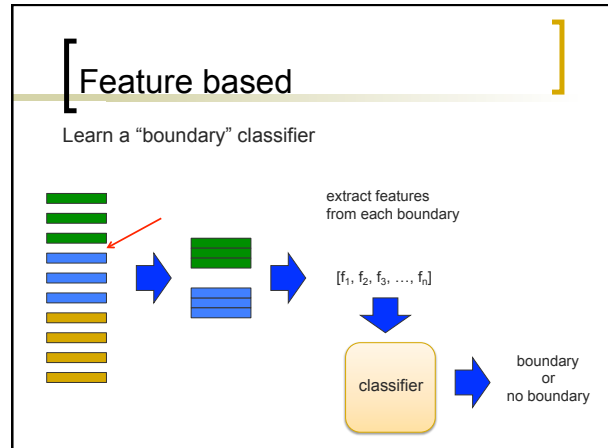 Feature based
Learn a “boundary” classifier
extract features
from each boundary
[f₁, f₂, f₃, …, fₙ]
classifier
boundary
or
no boundary